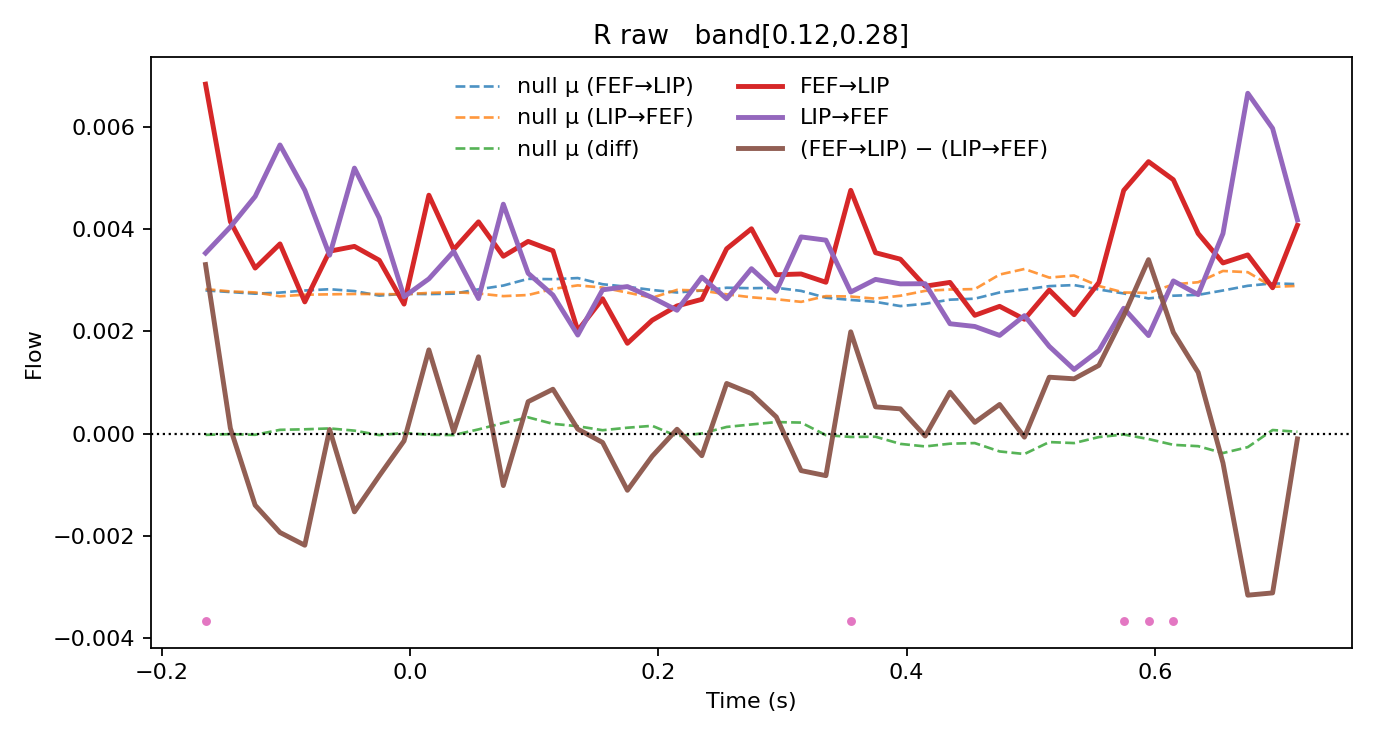 R raw   band[0.12,0.28]
null μ (FEF→LIP)
null μ (LIP→FEF)
null μ (diff)
FEF→LIP
LIP→FEF
(FEF→LIP) − (LIP→FEF)
Flow
0.006
0.004
0.002
0.000
−0.002
−0.004
−0.2
0.0
0.2
0.4
0.6
Time (s)